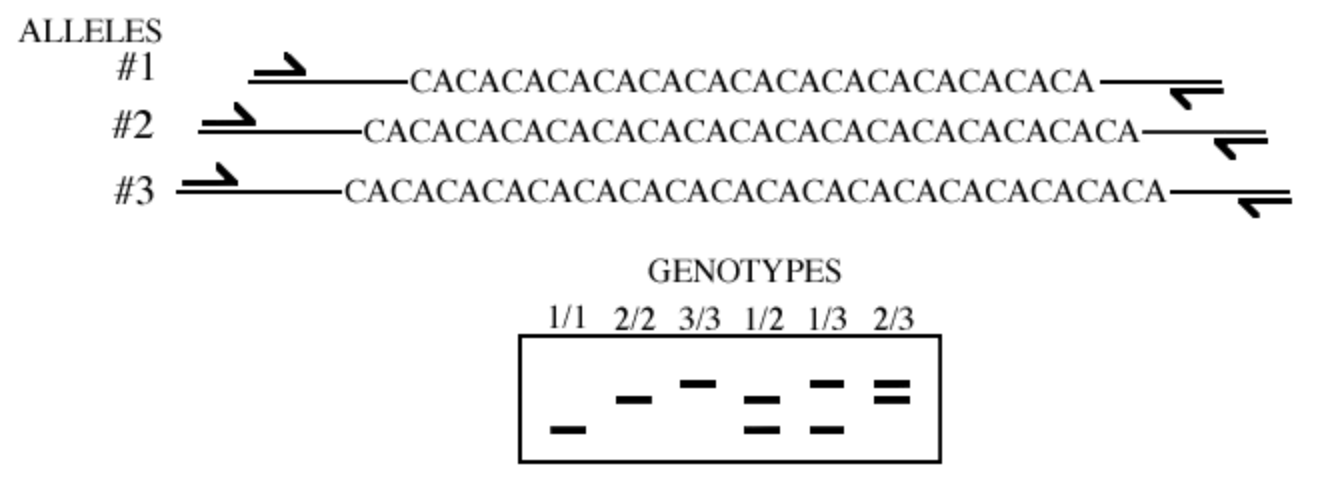 ALLELES
#1 CACACACACACACACACACACACACACACA
#2 CACACACACACACACACACACACACACACACACA
#3 CACACACACACACACACACACACACACACACACACA
GENOTYPES
1/1 2/2 3/3 1/2 1/3 2/3